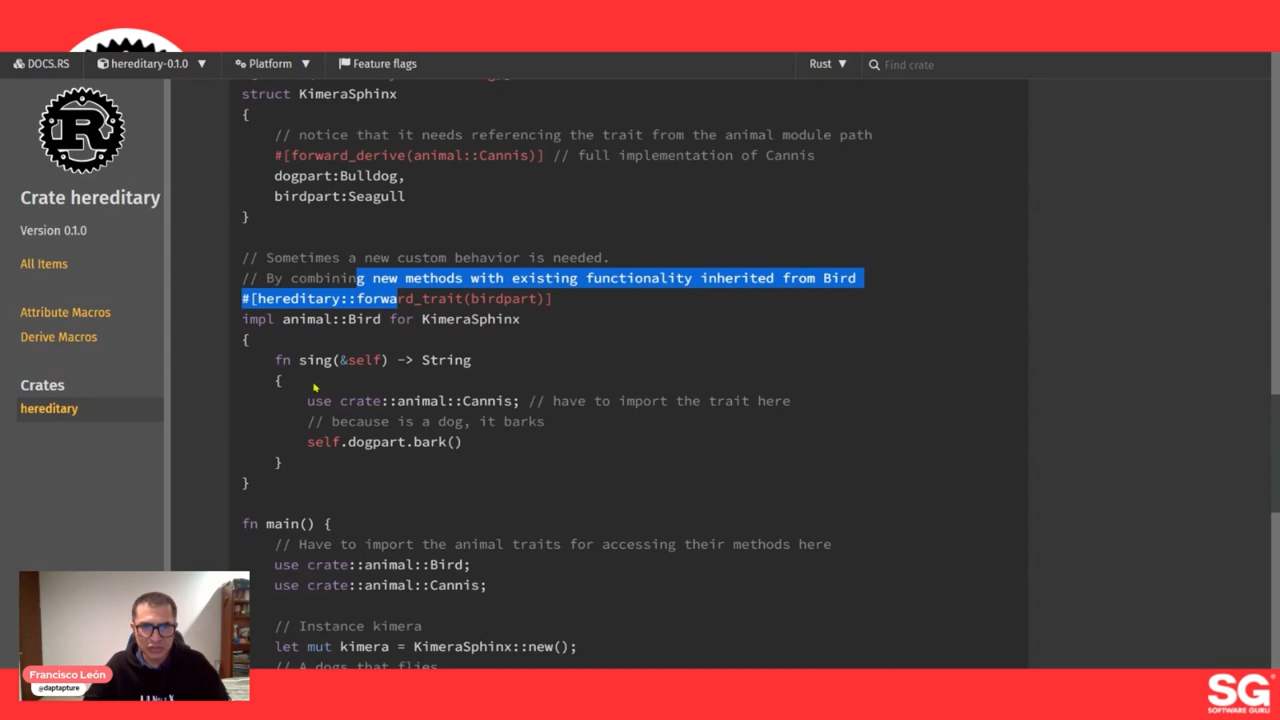 DOCS.RS
hereditary-0.1.0
Platform
Feature flags
Rust
Find crate
R
Crate hereditary
Version 0.1.0
All Items
Attribute Macros
Derive Macros
Crates
hereditary
struct KimeraSphinx
{
// notice that it needs referencing the trait from the animal module path
#[forward_derive(animal::Cannis)] // full implementation of Cannis
dogpart:Bulldog,
birdpart:Seagull
}
// Sometimes a new custom behavior is needed.
// By combining new methods with existing functionality inherited from Bird
#[hereditary::forward_trait(birdpart)]
impl animal::Bird for KimeraSphinx
{
fn sing(&self) -> String
{
use crate::animal::Cannis; // have to import the trait here
// because is a dog, it barks
self.dogpart.bark()
}
}
fn main() {
// Have to import the animal traits for accessing their methods here
use crate::animal::Bird;
use crate::animal::Cannis;
// Instance kimera
let mut kimera = KimeraSphinx::new();
// A dogs that flies
Francisco León
@daptapture
SG
SOFTWARE GURU